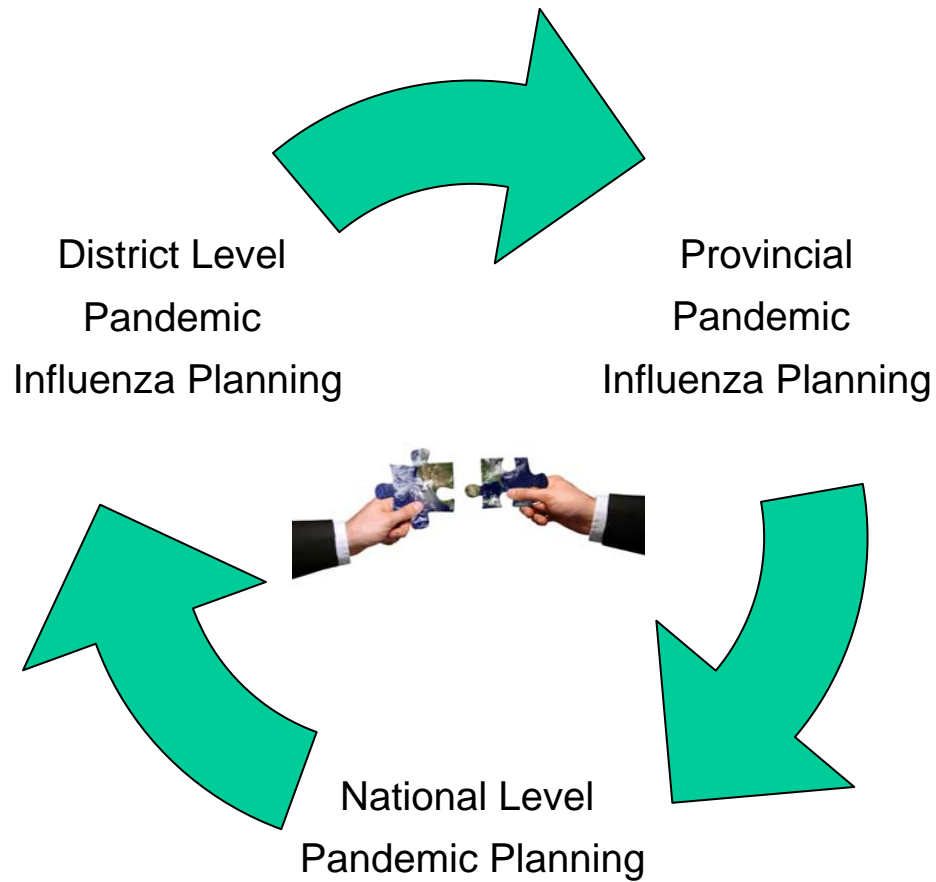 District Level
Pandemic
Influenza Planning
Provincial
Pandemic
Influenza Planning
National Level
Pandemic Planning